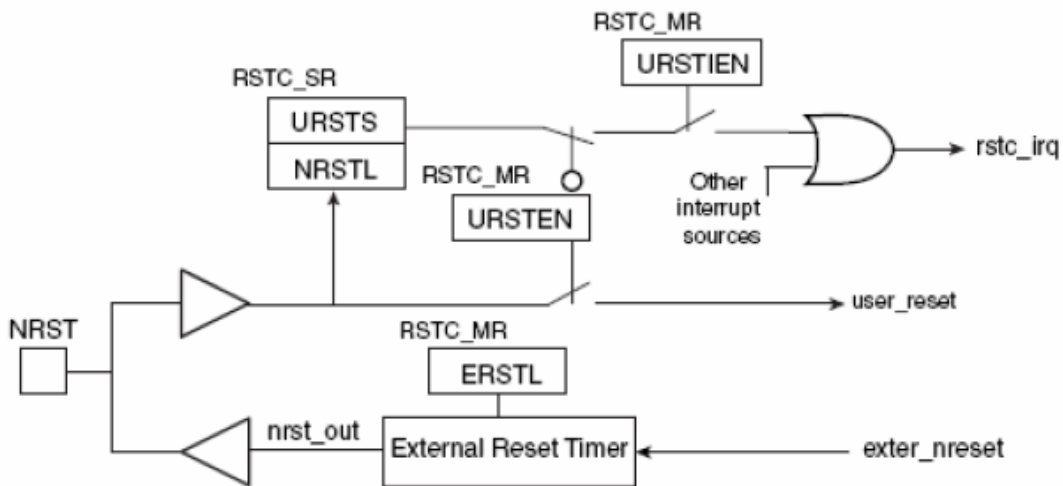 RSTC_MR
URSTIEN
RSTC_SR
URSTS
NRSTL
RSTC_MR
URSTEN
rstc_irq
Other
interrupt
sources
NRST
user_reset
RSTC_MR
ERSTL
nrst_out
External Reset Timer
exter_nreset